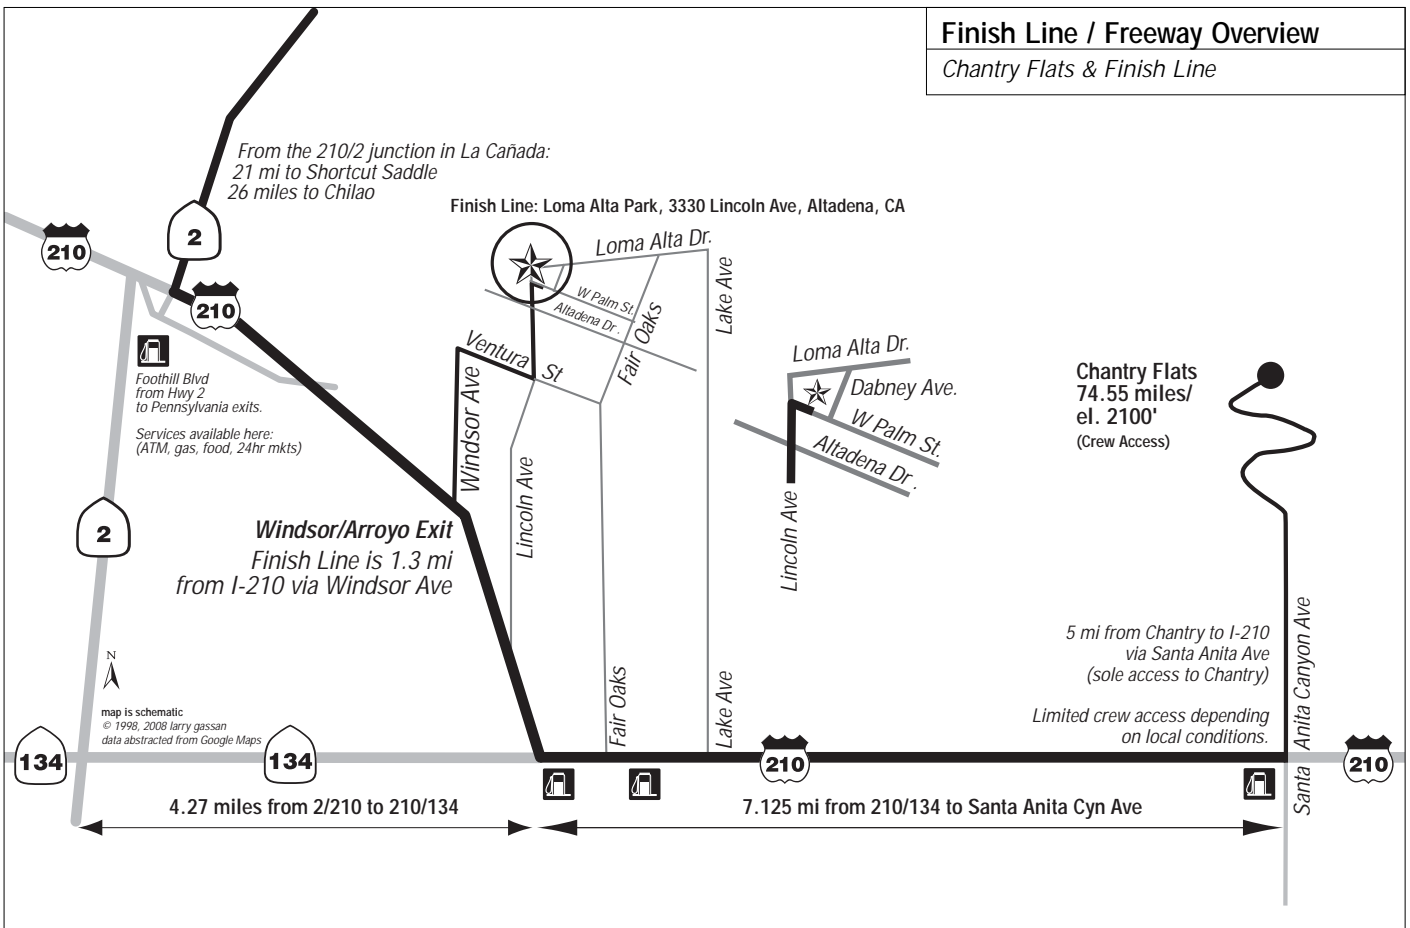 Finish Line / Freeway Overview
Chantry Flats & Finish Line
From the 210/2 junction in La Cañada:
21 mi to Shortcut Saddle
26 miles to Chilao
Finish Line: Loma Alta Park, 3330 Lincoln Ave, Altadena, CA
210
2
210
Loma Alta Dr.
W Palm St.
Altadena Dr .
Fair Oaks
Lake Ave
Ventura St
Windsor Ave
Lincoln Ave
Foothill Blvd
from Hwy 2
to Pennsylvania exits.
Services available here:
(ATM, gas, food, 24hr mkts)
Loma Alta Dr.
Dabney Ave.
W Palm St.
Altadena Dr .
Lincoln Ave
Chantry Flats
74.55 miles/
el. 2100'
(Crew Access)
2
Windsor/Arroyo Exit
Finish Line is 1.3 mi
from I-210 via Windsor Ave
5 mi from Chantry to I-210
via Santa Anita Ave
(sole access to Chantry)
Limited crew access depending
on local conditions.
Santa Anita Canyon Ave
Fair Oaks
Lake Ave
N
map is schematic
© 1998, 2008 larry gassan
data abstracted from Google Maps
134
134
210
210
4.27 miles from 2/210 to 210/134
7.125 mi from 210/134 to Santa Anita Cyn Ave